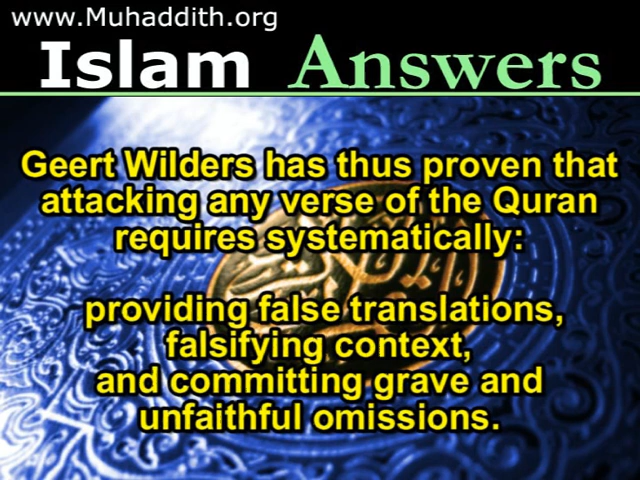 www.Muhaddith.org
Islam Answers
Geert Wilders has thus proven that
attacking any verse of the Quran
requires systematically:
providing false translations,
falsifying context,
and committing grave and
unfaithful omissions.